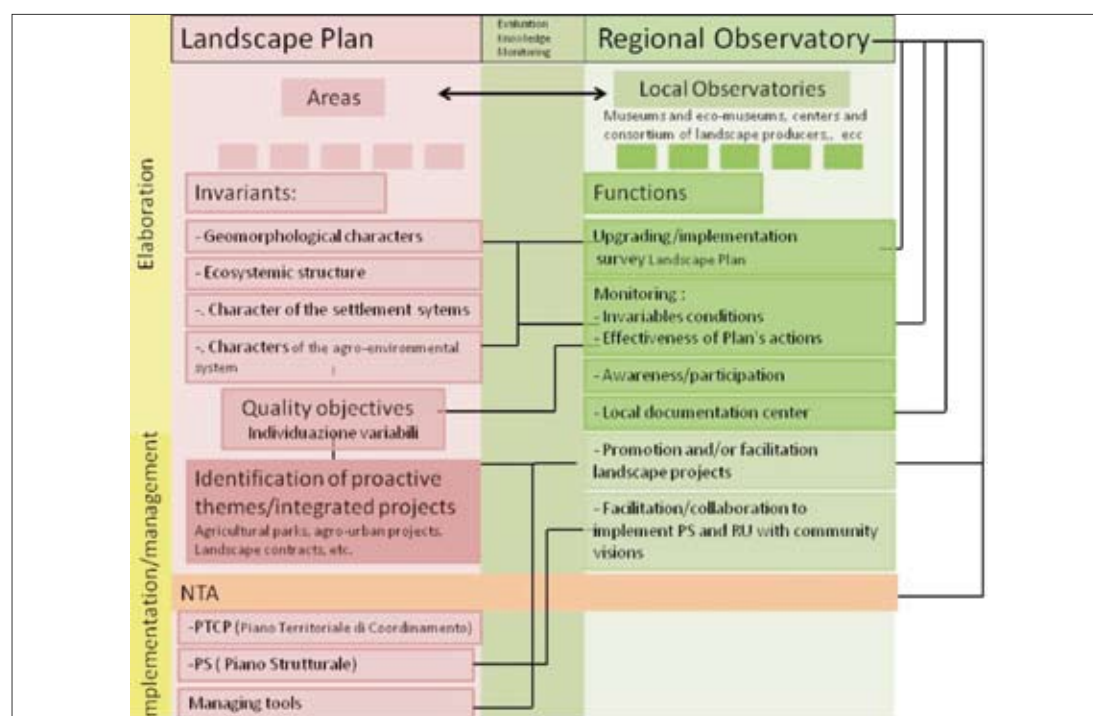 Landscape Plan
Evaluation
Knowledge
Monitoring
Regional Observatory
Elaboration
Areas
Local Observatories
Museums and eco-museums, centers and
consortium of landscape producers,. ecc
Invariants:
- Geomorphological characters
- Ecosystemic structure
-. Character of the settlement sytems
-. Characters of the agro-environmental
system
Quality objectives
Individuazione variabili
Functions
Upgrading/implementation
survey Landscape Plan
Monitoring :
- Invariables conditions
- Effectiveness of Plan's actions
- Awareness/participation
- Local documentation center
- Promotion and/or facilitation
landscape projects
- Facilitation/collaboration to
implement PS and RU with community
visions
mplementation/management
Identification of proactive
themes/integrated projects
Agricultural parks, agro-urban projects.
Landscape contracts, etc.
NTA
-PTCP (Piano Territoriale di Coordinamento)
-PS ( Piano Strutturale)
Managing tools